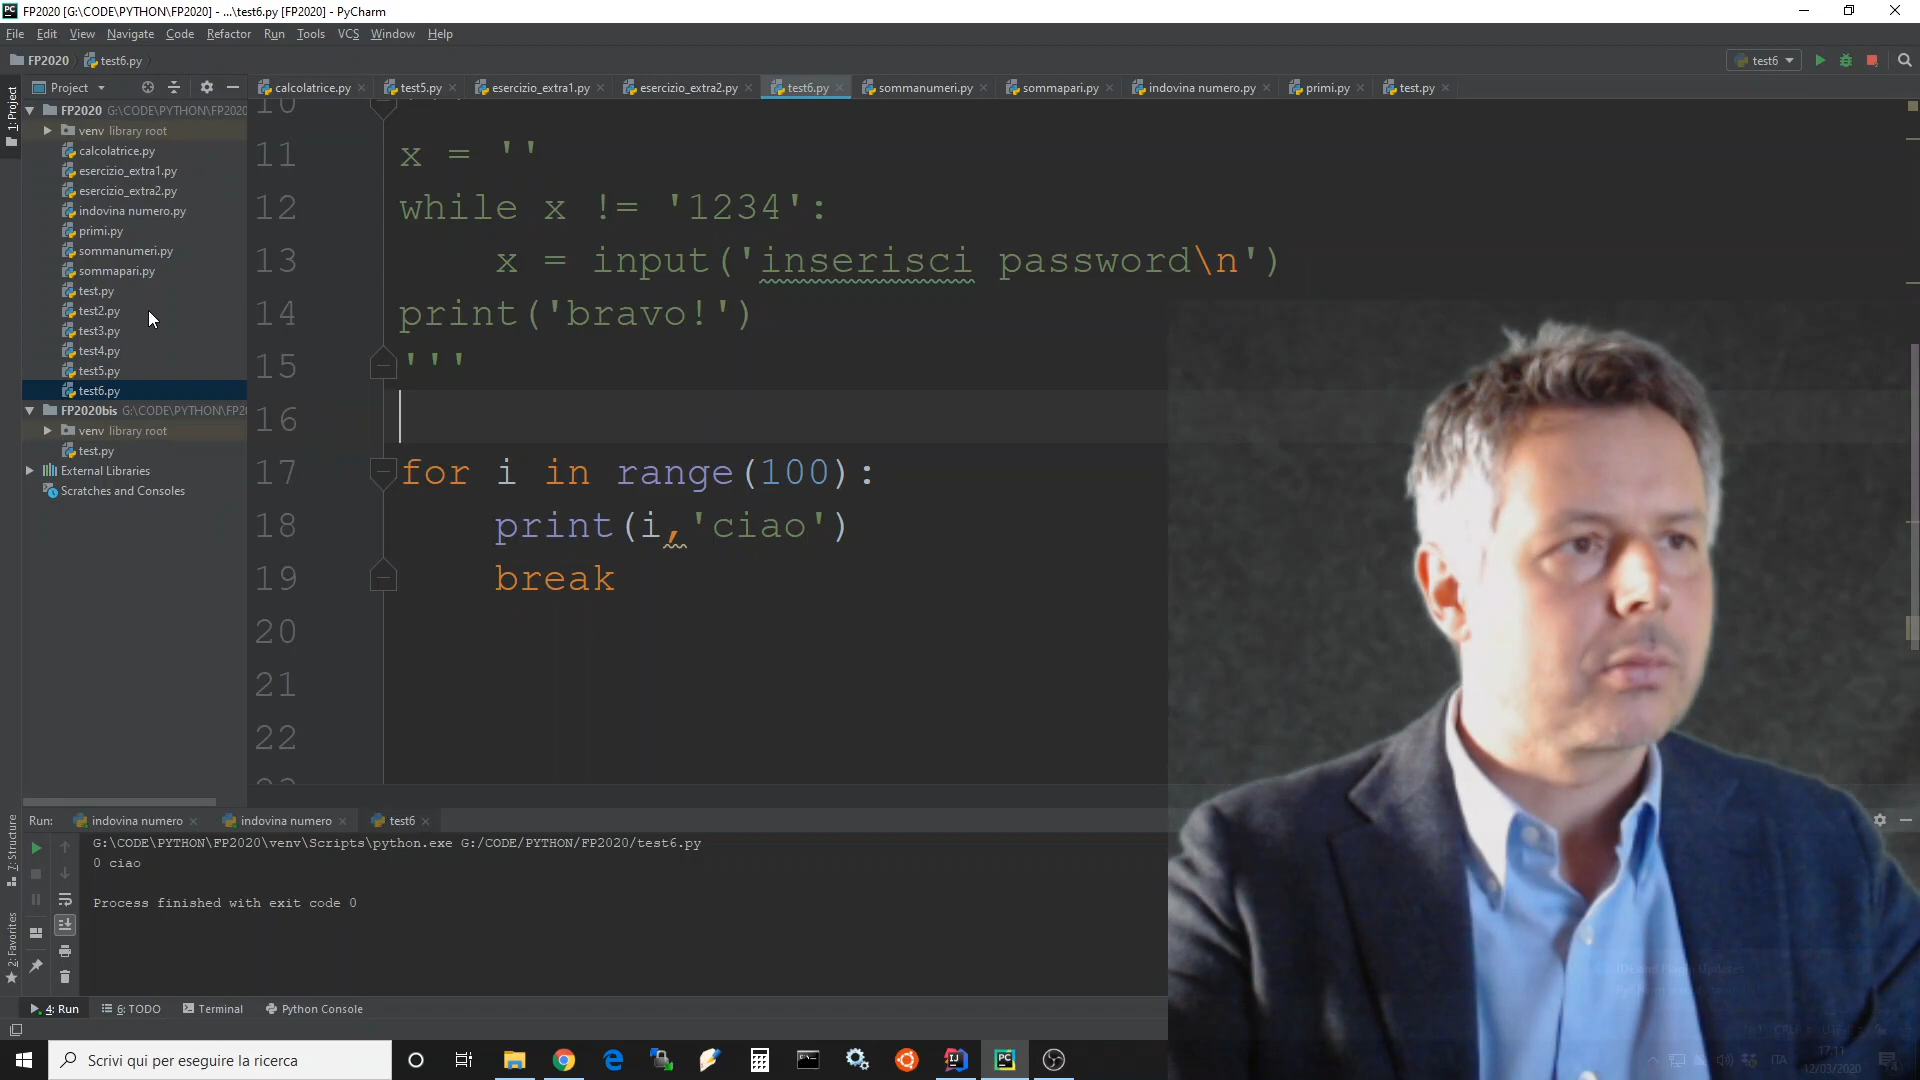 FP2020 [G:\CODE\PYTHON\FP2020] - ...\test6.py [FP2020] - PyCharm
File Edit View Navigate Code Refactor Run Tools VCS Window Help
FP2020 test6.py
test6
1: Project
Project
calcolatrice.py test5.py esercizio_extra1.py esercizio_extra2.py test6.py sommanumeri.py sommapari.py indovina numero.py primi.py test.py
FP2020 G:\CODE\PYTHON\FP2020
venv library root
calcolatrice.py
esercizio_extra1.py
esercizio_extra2.py
indovina numero.py
primi.py
sommanumeri.py
sommapari.py
test.py
test2.py
test3.py
test4.py
test5.py
test6.py
FP2020bis G:\CODE\PYTHON\FP2
venv library root
test.py
External Libraries
Scratches and Consoles
10
11 x = ''
12 while x != '1234':
13 x = input('inserisci password\n')
14 print('bravo!')
15 '''
16
17 for i in range(100):
18 print(i,'ciao')
19 break
20
21
22
23
7: Structure
2: Favorites
Run: indovina numero indovina numero test6
G:\CODE\PYTHON\FP2020\venv\Scripts\python.exe G:/CODE/PYTHON/FP2020/test6.py
0 ciao
Process finished with exit code 0
4: Run 6: TODO Terminal Python Console
Scrivi qui per eseguire la ricerca
ITA
17:11
12/03/2020